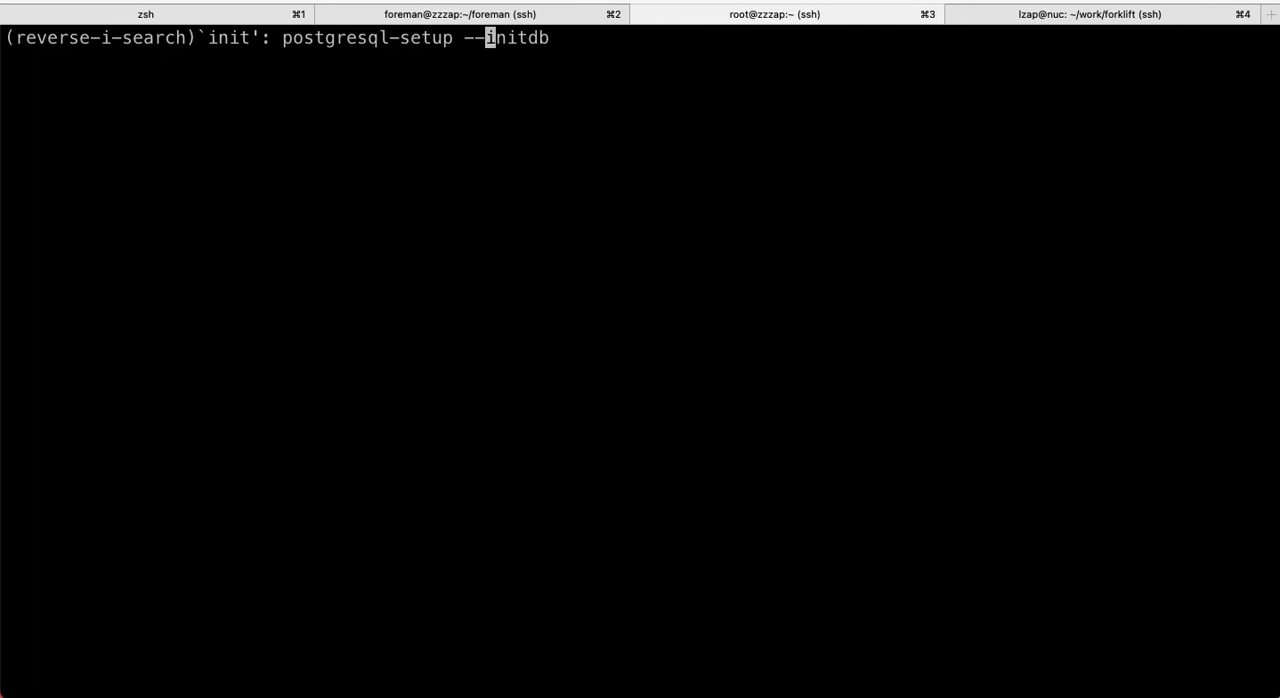 zsh ⌘1 foreman@zzzap:~/foreman (ssh) ⌘2 root@zzzap:~ (ssh) ⌘3 lzap@nuc: ~/work/forklift (ssh) ⌘4 +
(reverse-i-search)`init': postgresql-setup --initdb